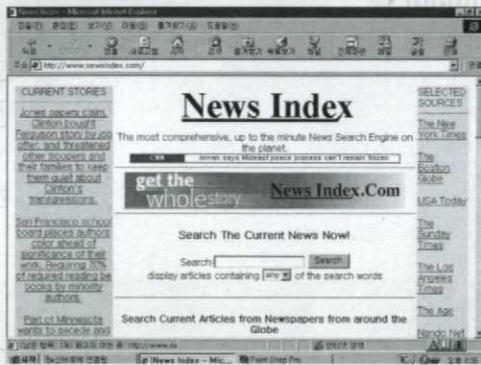 News Index - Microsoft Internet Explorer
http://www.newsindex.com/
CURRENT STORIES
Jones papers claim,
Clinton bought
Ferguson story by job
offer, and threatened
other troopers and
their families to keep
them quiet about
Clinton's
transgressions.
San Francisco school
board places authors
color ahead of
significance of their
work. Requiring 70%
of required reading be
books by minority
authors.
Part of Minnesota
wants to secede and
News Index
The most comprehensive, up to the minute News Search Engine on
the planet.
CNN
Annan says Mideast peace process can't remain frozen
get the
wholestory
News Index.Com
Search The Current News Now!
Search
Search
display articles containing any of the search words
Search Current Articles from Newspapers from around the
Globe
SELECTED
SOURCES
The New
York Times
The
Boston
Globe
USA Today
The
Sunday
Times
The Los
Angeles
Times
The Age
Nando Net
시작
News Index - Mic...
Paint Shop Pro